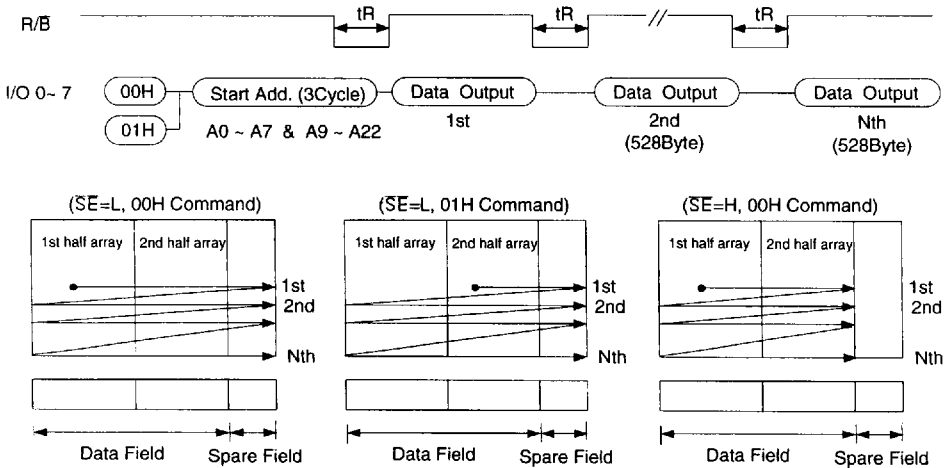 tR tR tR
R/B̅
I/O 0~ 7 00H Start Add. (3Cycle) Data Output Data Output Data Output
01H A0 ~ A7 & A9 ~ A22 1st 2nd Nth
(528Byte) (528Byte)
(S̅E̅=L, 00H Command) (S̅E̅=L, 01H Command) (S̅E̅=H, 00H Command)
1st half array 2nd half array 1st half array 2nd half array 1st half array 2nd half array
1st 1st 1st
2nd 2nd 2nd
Nth Nth Nth
Data Field Spare Field Data Field Spare Field Data Field Spare Field